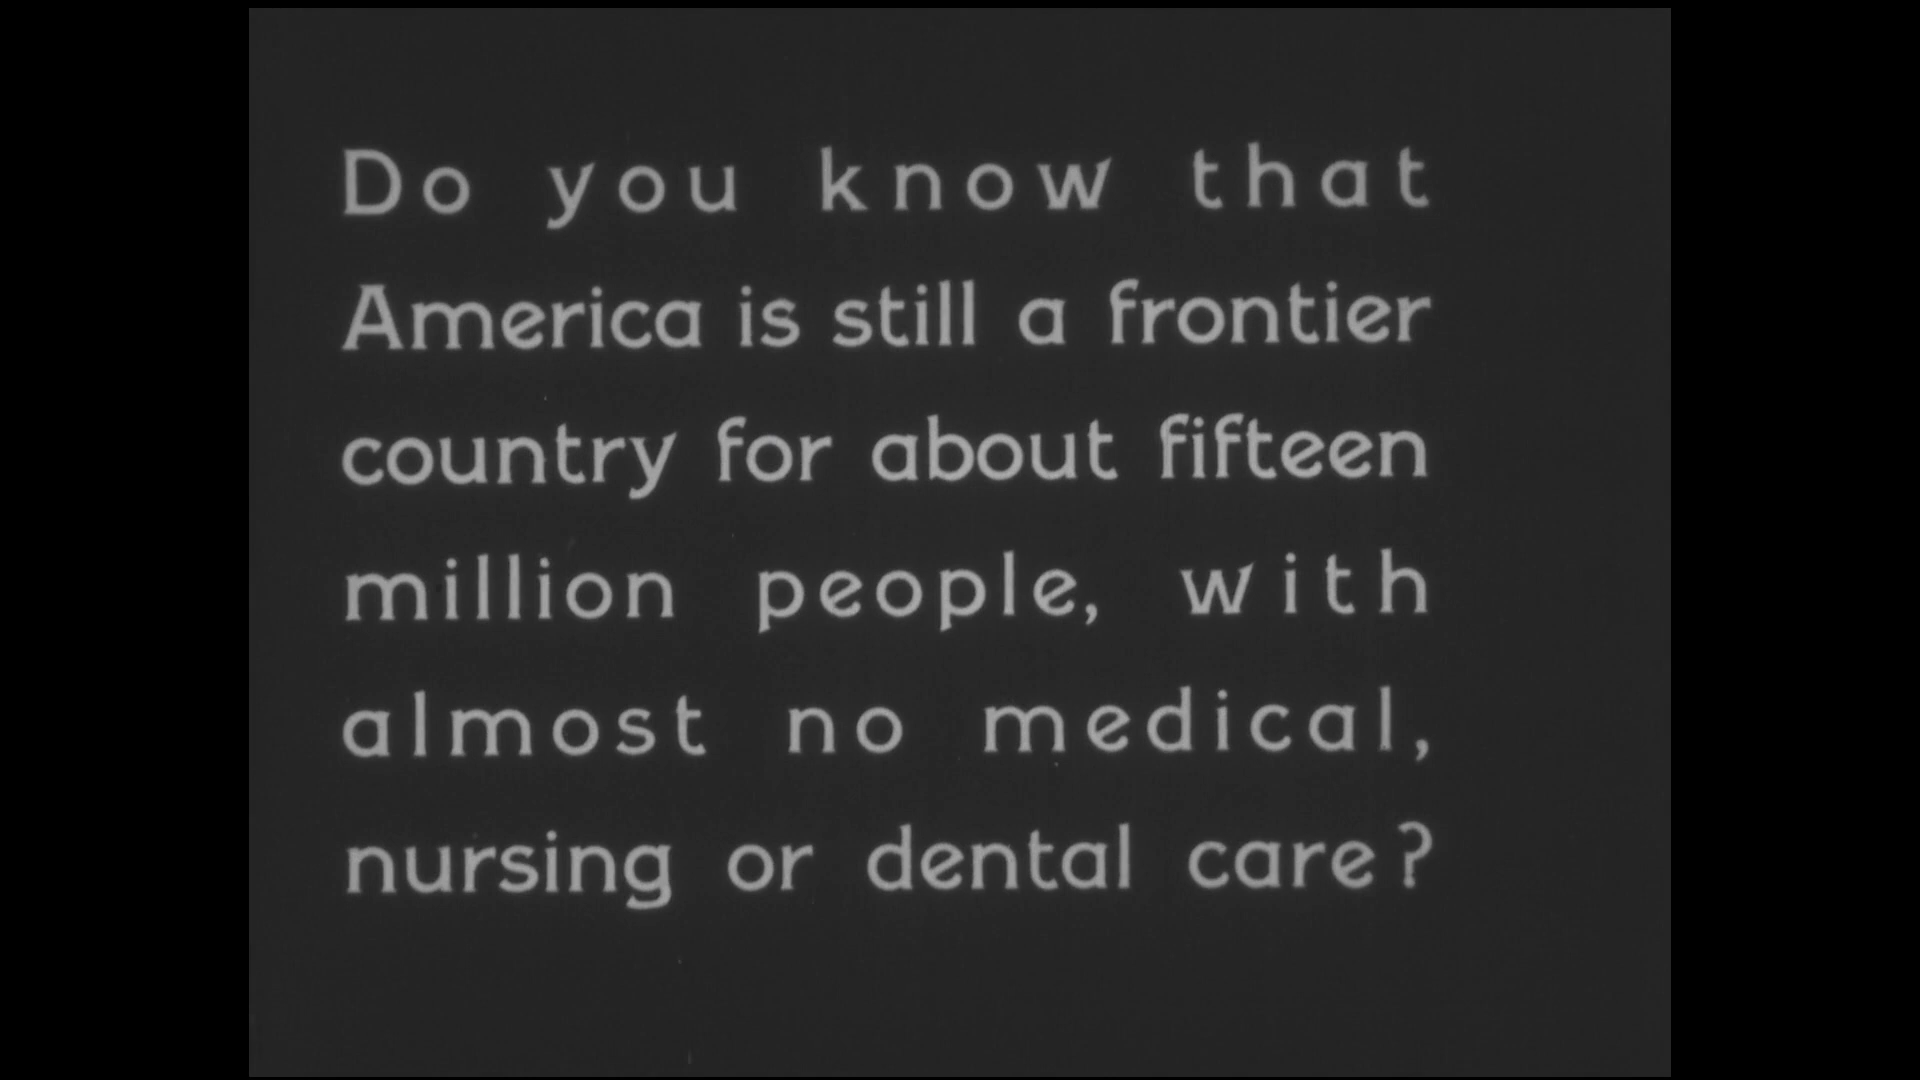 Do you know that
America is still a frontier
country for about fifteen
million people, with
almost no medical,
nursing or dental care?